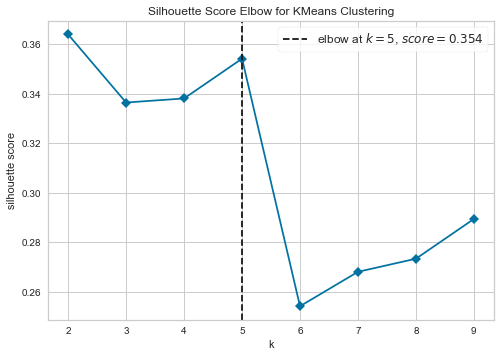 Silhouette Score Elbow for KMeans Clustering
elbow at k = 5, score = 0.354
0.36
0.34
0.32
0.30
0.28
0.26
silhouette score
2 3 4 5 6 7 8 9
k